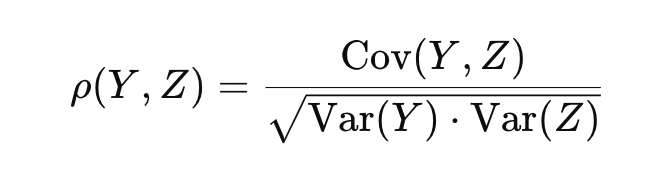 ρ(Y, Z) = Cov(Y, Z) / √(Var(Y) · Var(Z))